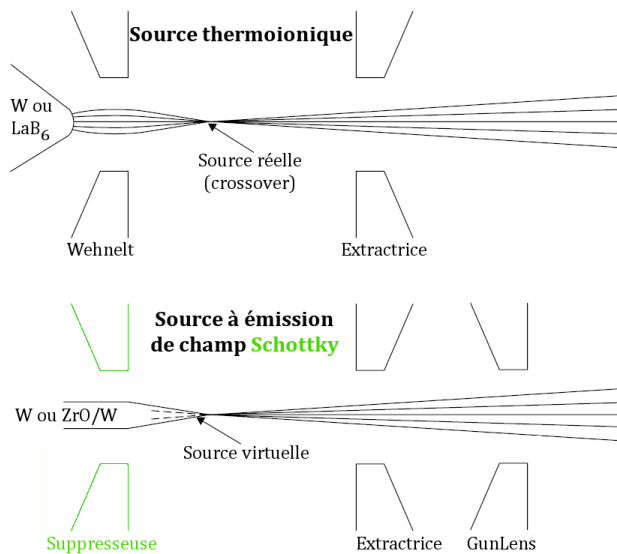 Source thermoionique
W ou
LaB₆
Source réelle
(crossover)
Wehnelt
Extractrice
Source à émission
de champ Schottky
W ou ZrO/W
Source virtuelle
Suppresseuse
Extractrice
GunLens